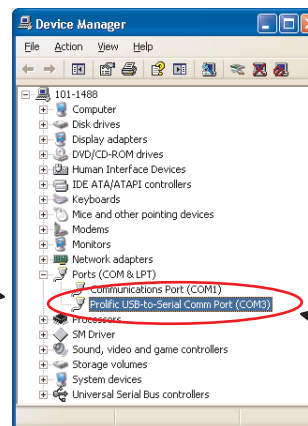 Device Manager
File Action View Help
101-1488
Computer
Disk drives
Display adapters
DVD/CD-ROM drives
Human Interface Devices
IDE ATA/ATAPI controllers
Keyboards
Mice and other pointing devices
Modems
Monitors
Network adapters
Ports (COM & LPT)
Communications Port (COM1)
Prolific USB-to-Serial Comm Port (COM3)
Processors
SM Driver
Sound, video and game controllers
Storage volumes
System devices
Universal Serial Bus controllers